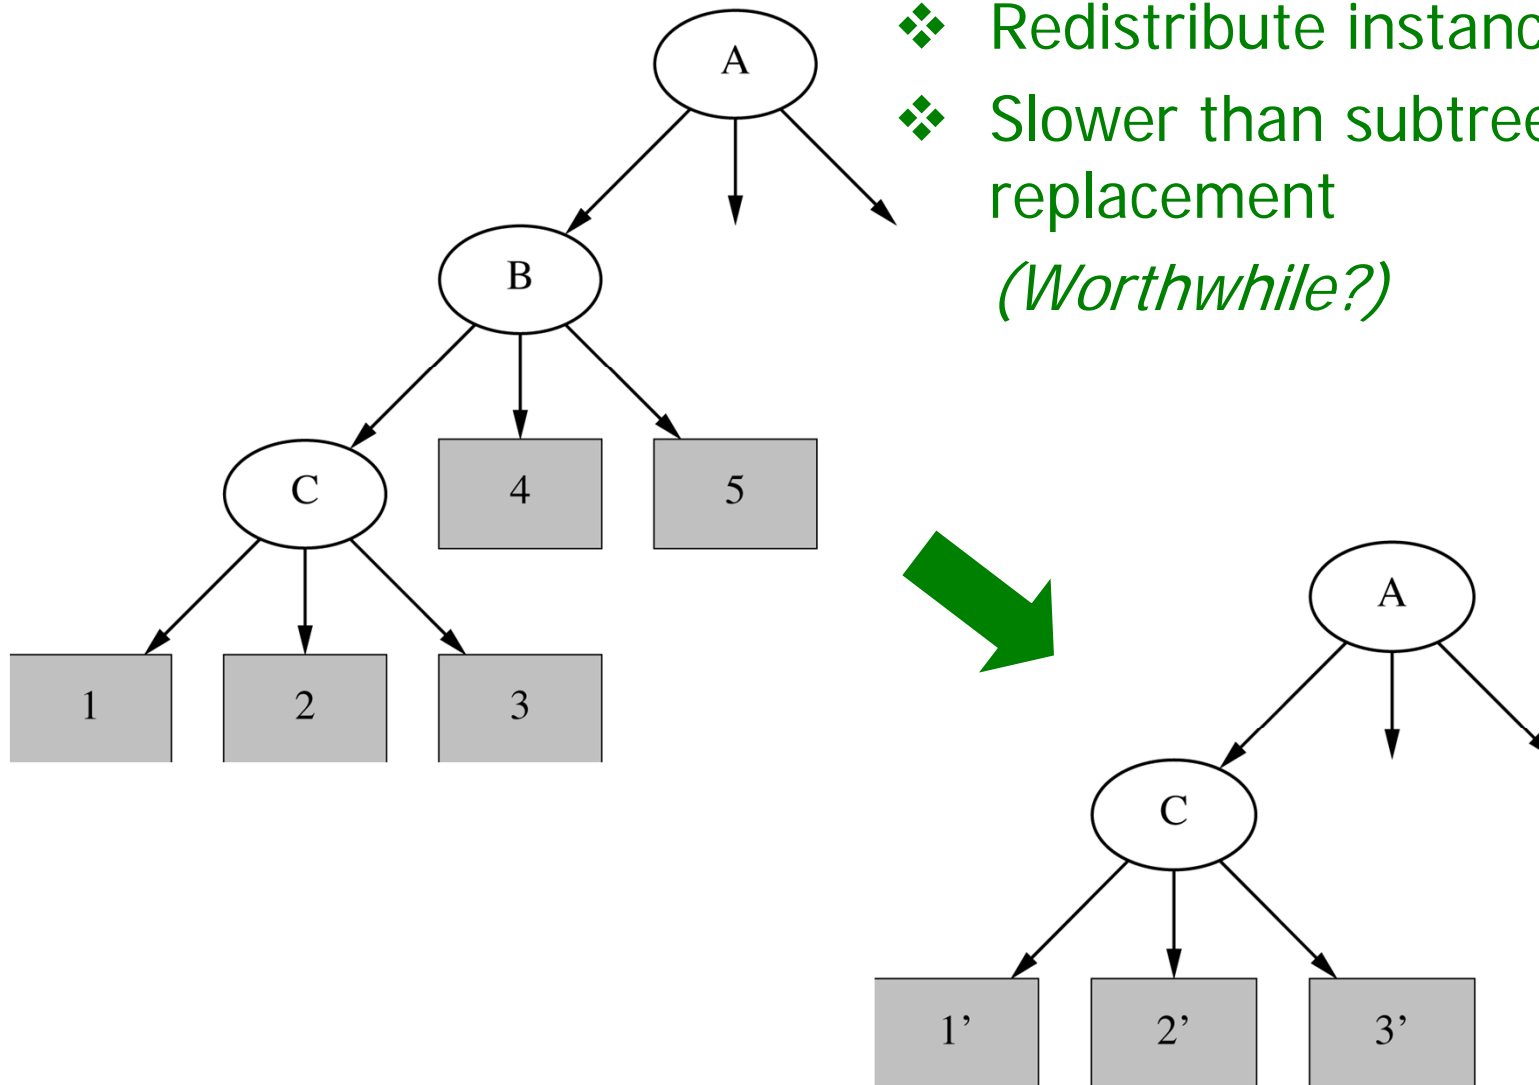 ❖ Redistribute instanc
❖ Slower than subtree
replacement
(Worthwhile?)
A
B
C
4
5
1
2
3
A
C
1’
2’
3’